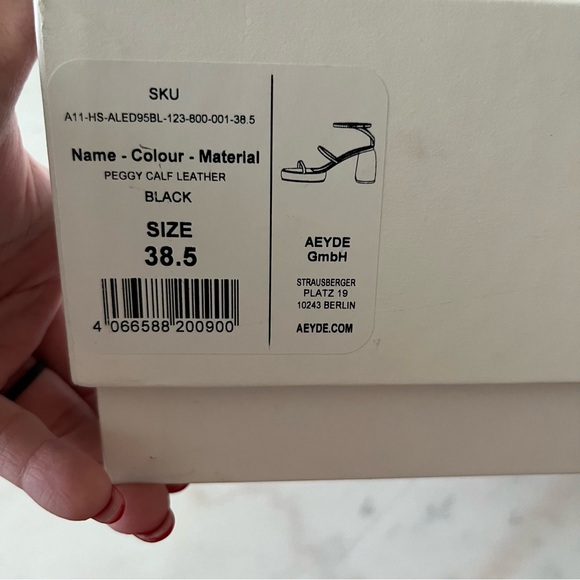 SKU
A11-HS-ALED95BL-123-800-001-38.5
Name - Colour - Material
PEGGY CALF LEATHER
BLACK
SIZE
38.5
4 066588 200900
AEYDE
GmbH
STRAUSBERGER
PLATZ 19
10243 BERLIN
AEYDE.COM